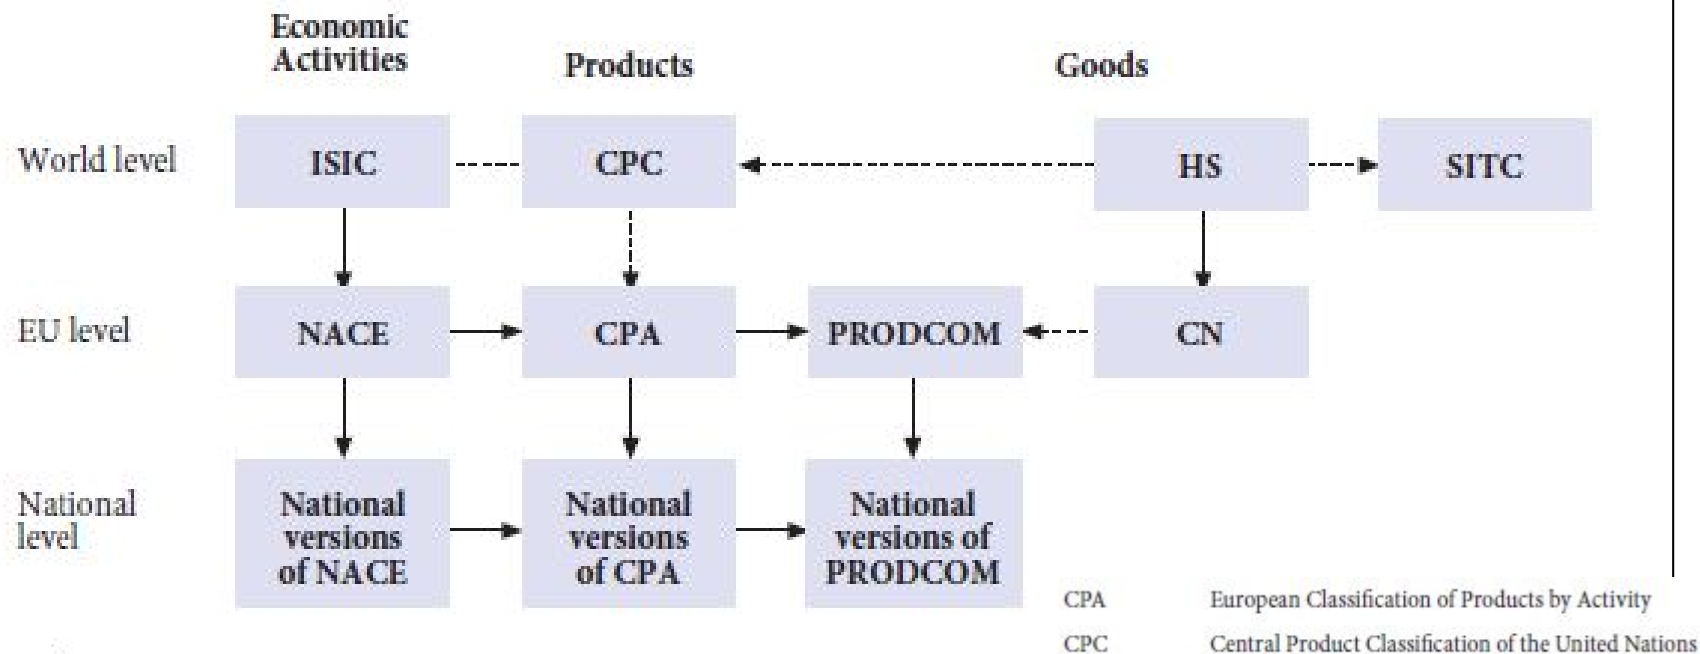 Economic
Activities
Products
Goods
World level
ISIC
CPC
HS
SITC
EU level
NACE
CPA
PRODCOM
CN
National
level
National
versions
of NACE
National
versions
of CPA
National
versions of
PRODCOM
CPA European Classification of Products by Activity
CPC Central Product Classification of the United Nations